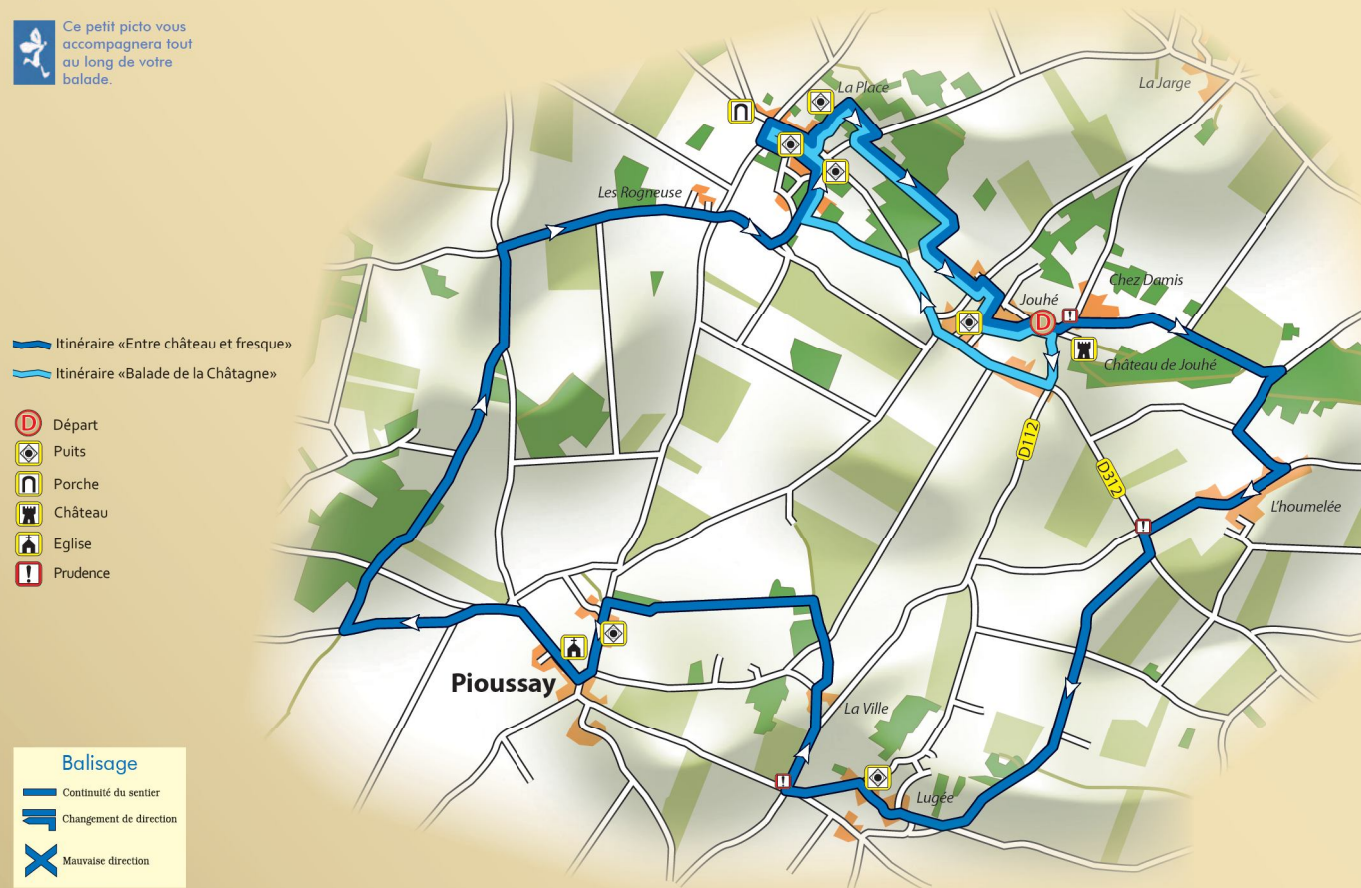 Ce petit picto vous
accompagnera tout
au long de votre
balade.
Itinéraire «Entre château et fresque»
Itinéraire «Balade de la Châtagne»
D Départ
Puits
Porche
Château
Eglise
! Prudence
Balisage
Continuité du sentier
Changement de direction
Mauvaise direction
La Place
La Jarge
Les Rogneuse
Chez Damis
Jouhé
D
!
Château de Jouhé
D112
D312
L'houmelée
!
Pioussay
La Ville
!
Lugée